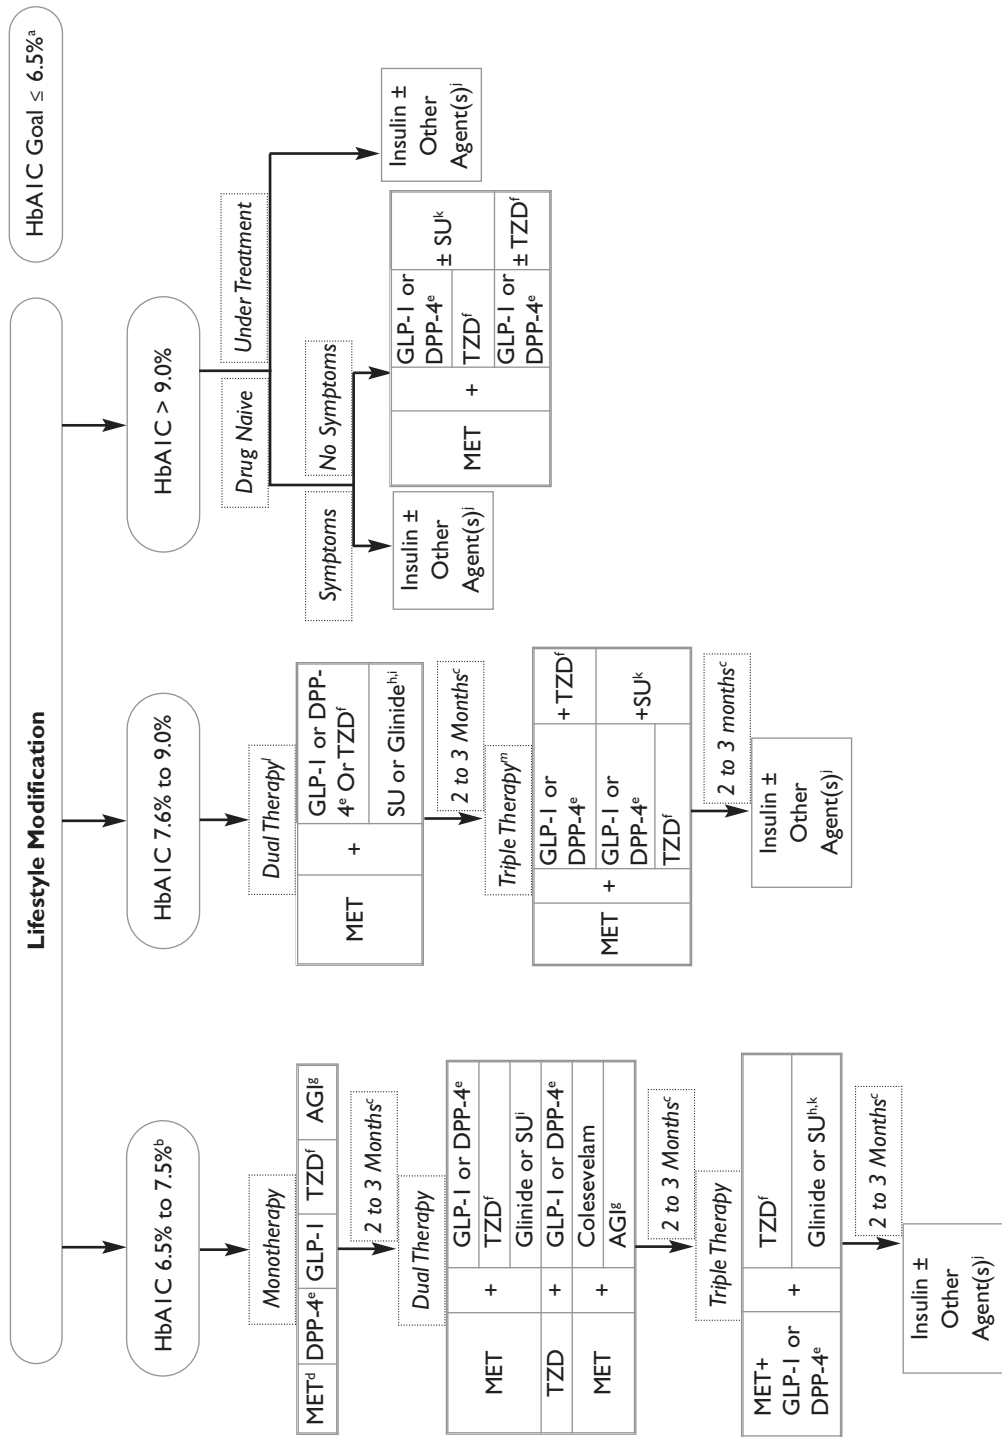 HbA1C Goal ≤ 6.5%ᵃ
Lifestyle Modification
HbA1C 6.5% to 7.5%ᵇ
Monotherapy
METᵈ DPP-4ᵉ GLP-1 TZDᶠ AGIᵍ
2 to 3 Monthsᶜ
Dual Therapy
MET + GLP-1 or DPP-4ᵉ
TZDᶠ
Glinide or SUⁱ
TZD + GLP-1 or DPP-4ᵉ
MET + Colesevelam
AGIᵍ
2 to 3 Monthsᶜ
Triple Therapy
MET+
GLP-1 or
DPP-4ᵉ
+
TZDᶠ
Glinide or SUʰ,ᵏ
2 to 3 Monthsᶜ
Insulin ±
Other
Agent(s)ʲ
HbA1C 7.6% to 9.0%
Dual Therapyˡ
MET
+
GLP-1 or DPP-
4ᵉ Or TZDᶠ
SU or Glinideʰ,ⁱ
2 to 3 Monthsᶜ
Triple Therapyᵐ
MET
+
GLP-1 or
DPP-4ᵉ
+ TZDᶠ
GLP-1 or
DPP-4ᵉ
TZDᶠ
+SUᵏ
2 to 3 monthsᶜ
Insulin ±
Other
Agent(s)ʲ
HbA1C > 9.0%
Drug Naive
Under Treatment
Symptoms
No Symptoms
Insulin ±
Other
Agent(s)ʲ
MET
+
GLP-1 or
DPP-4ᵉ
TZDᶠ
± SUᵏ
GLP-1 or
DPP-4ᵉ
± TZDᶠ
Insulin ±
Other
Agent(s)ʲ